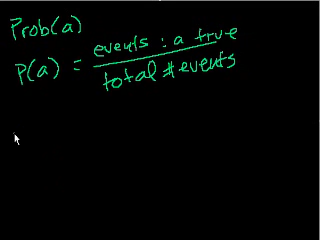 Prob(a)
P(a) = events : a true
total # events